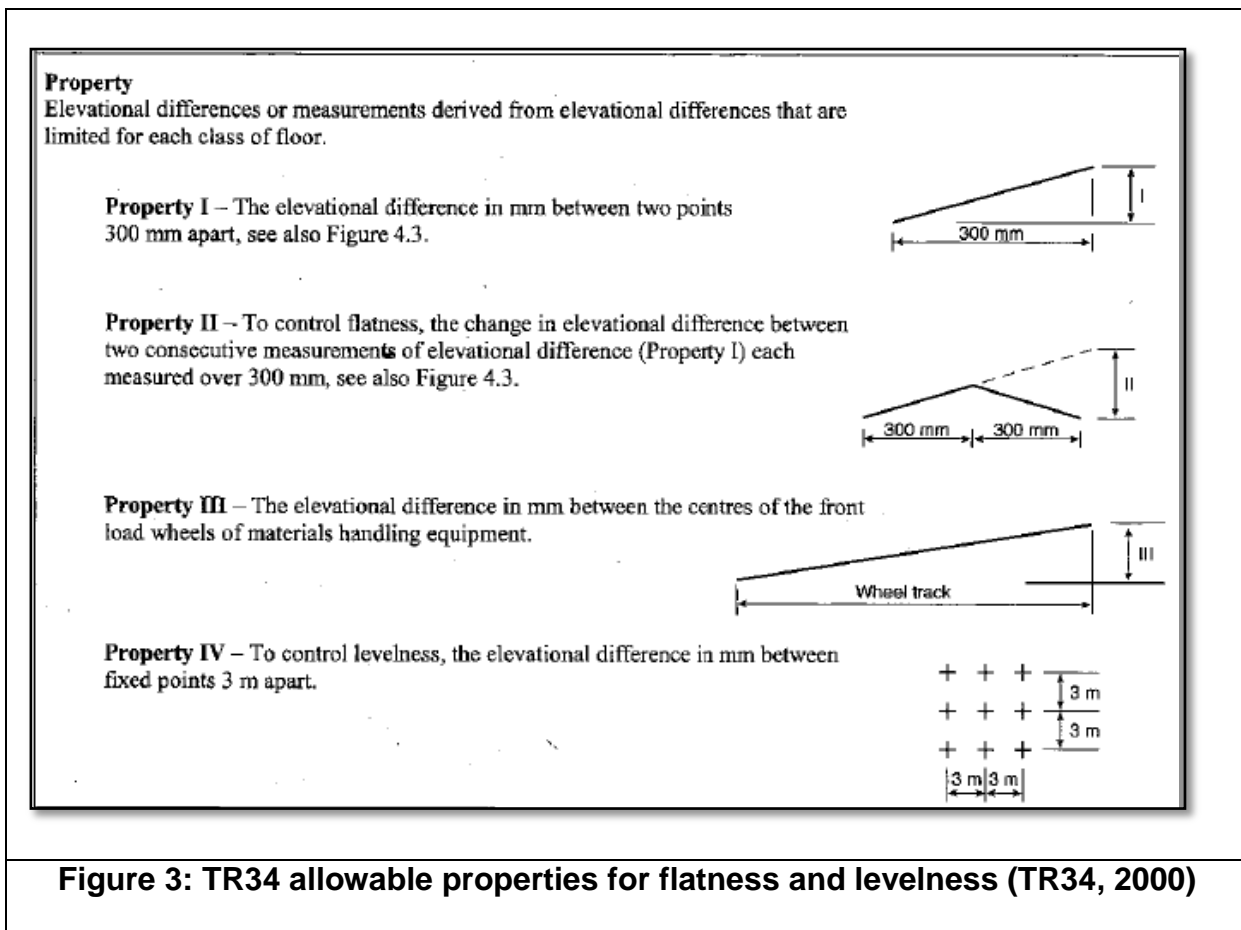 Property
Elevational differences or measurements derived from elevational differences that are
limited for each class of floor.
Property I – The elevational difference in mm between two points
300 mm apart, see also Figure 4.3.
I
300 mm
Property II – To control flatness, the change in elevational difference between
two consecutive measurements of elevational difference (Property I) each
measured over 300 mm, see also Figure 4.3.
II
300 mm 300 mm
Property III – The elevational difference in mm between the centres of the front
load wheels of materials handling equipment.
III
Wheel track
Property IV – To control levelness, the elevational difference in mm between
fixed points 3 m apart.
3 m
3 m
3 m 3 m
Figure 3: TR34 allowable properties for flatness and levelness (TR34, 2000)